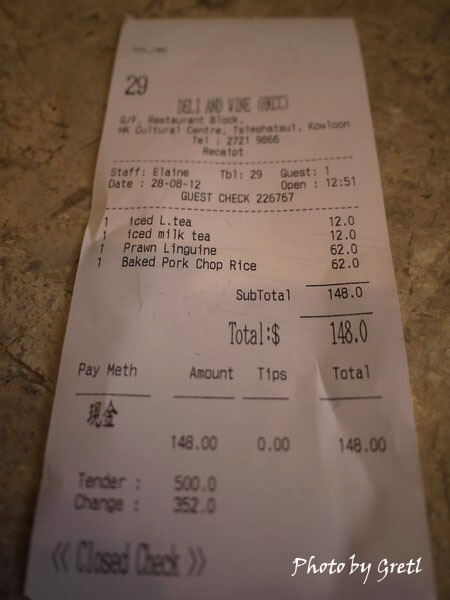 29
DELI AND WINE (HKCC)
G/F, Restaurant Block,
HK Cultural Centre, Tsimshatsui, Kowloon
Tel : 2721 9866
Receipt
Staff: Elaine Tbl: 29 Guest: 1
Date : 28-08-12 Open : 12:51
GUEST CHECK 226767
1 iced L.tea 12.0
1 iced milk tea 12.0
1 Prawn Linguine 62.0
1 Baked Pork Chop Rice 62.0
SubTotal 148.0
Total:$ 148.0
Pay Meth Amount Tips Total
現金
148.00 0.00 148.00
Tender : 500.0
Change : 352.0
<< Closed Check >>
Photo by Gretl